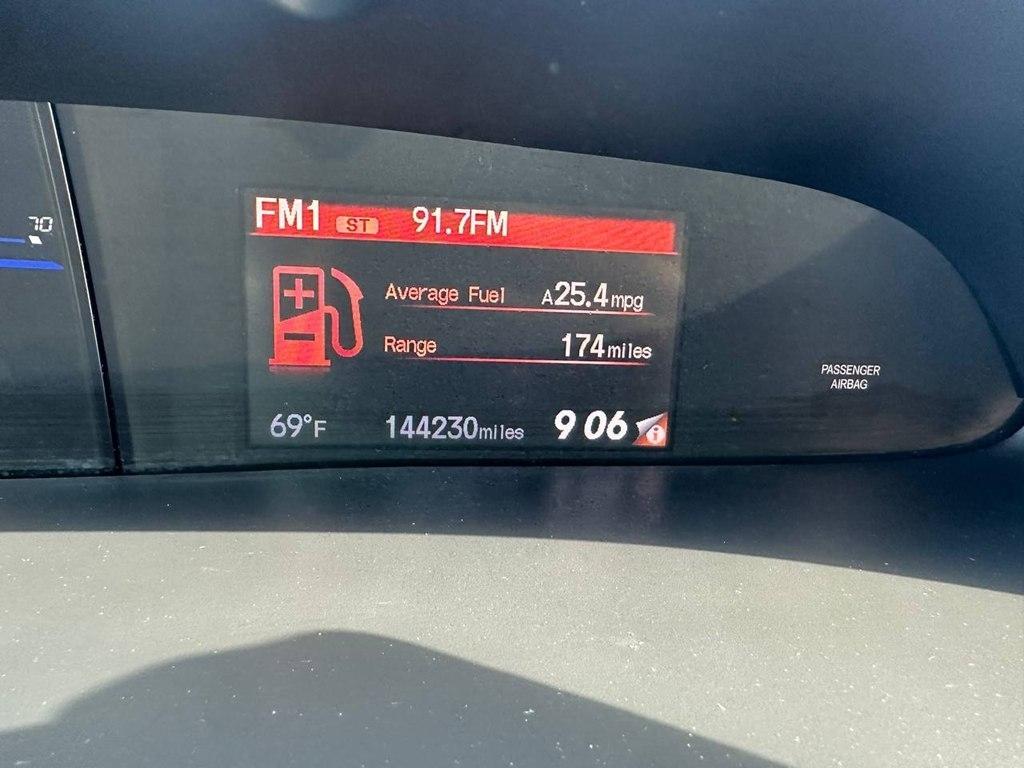 70
FM1 ST 91.7FM
Average Fuel A25.4mpg
Range 174miles
PASSENGER
AIRBAG
69°F 144230miles 9 06 i